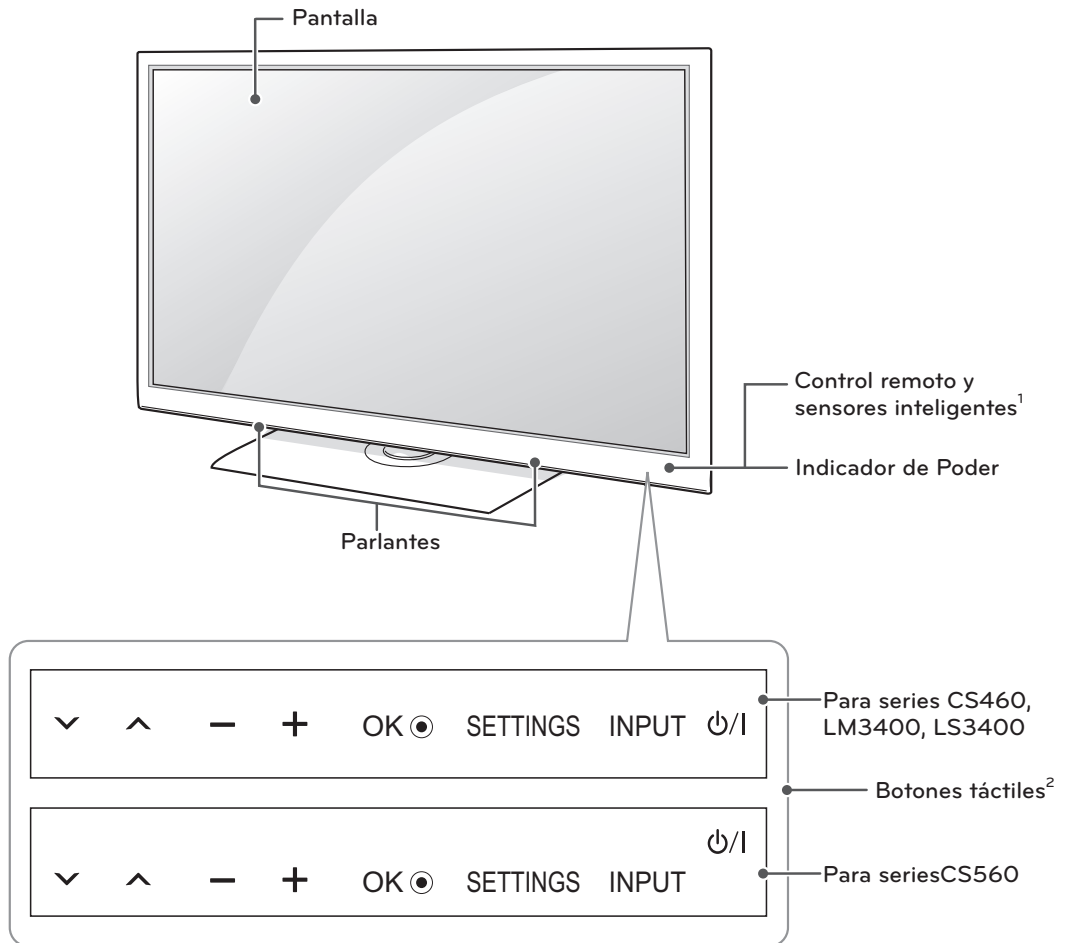 Pantalla
Control remoto y
sensores inteligentes¹
Indicador de Poder
Parlantes
OK SETTINGS INPUT ⏻/I
Para series CS460,
LM3400, LS3400
Botones táctiles²
⏻/I
OK SETTINGS INPUT
Para seriesCS560